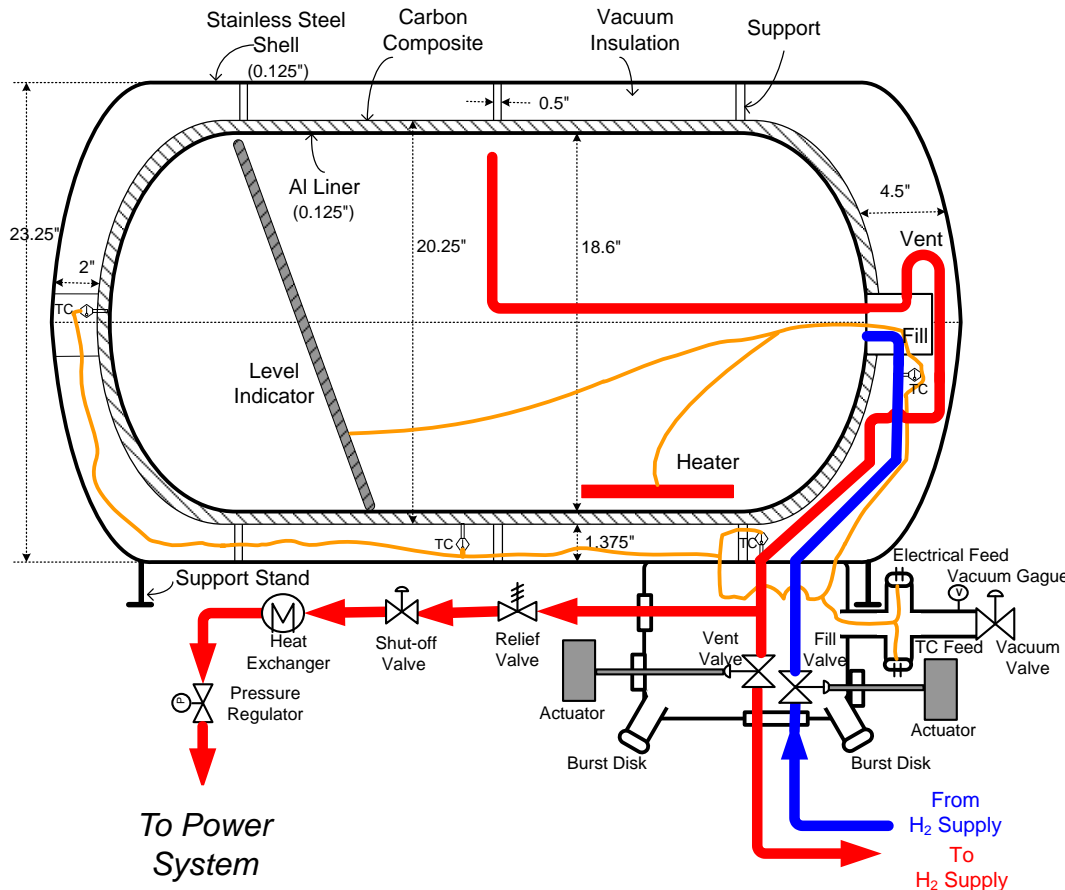 Stainless Steel
Shell
(0.125")
Carbon
Composite
Vacuum
Insulation
Support
0.5"
Al Liner
(0.125")
23.25"
20.25"
18.6"
4.5"
Vent
2"
TC
Fill
TC
Level
Indicator
Heater
TC
TC
1.375"
Support Stand
Electrical Feed
Vacuum Gague
V
Heat
Exchanger
Shut-off
Valve
Relief
Valve
Vent
Valve
Fill
Valve
TC Feed
Vacuum
Valve
P
Pressure
Regulator
Actuator
Actuator
Burst Disk
Burst Disk
To Power
System
From
H₂ Supply
To
H₂ Supply